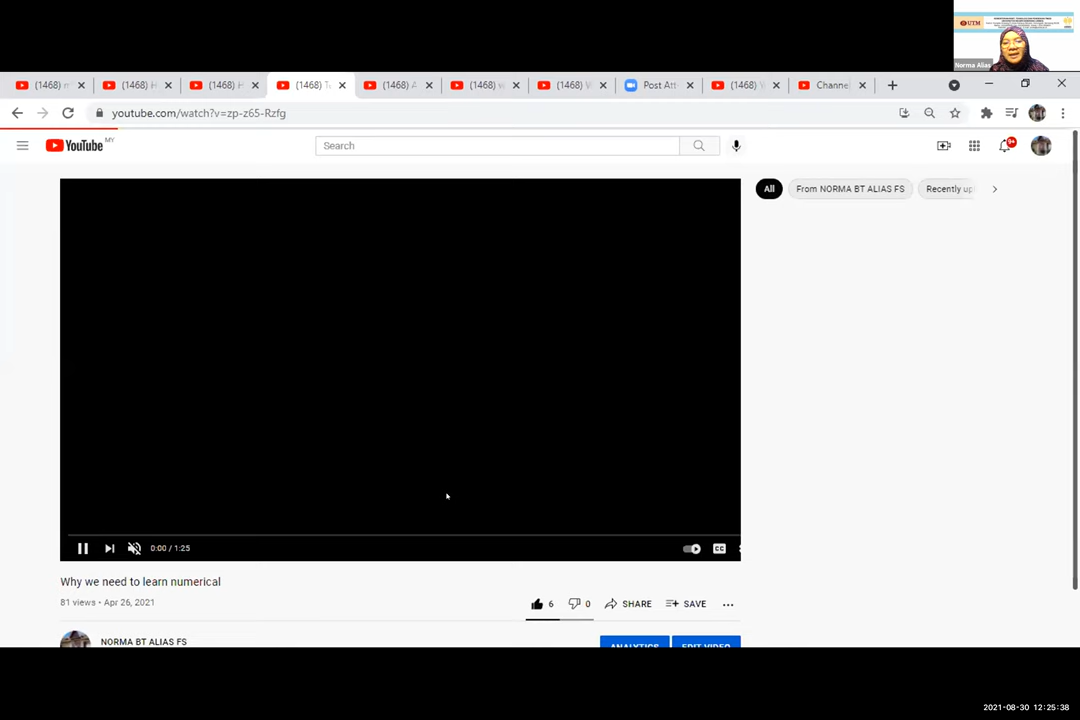 UTM
Norma Alias
(1468) m
(1468) H
(1468) H
(1468) T
(1468) A
(1468) v
(1468) W
Post Att
(1468) Y
Channel
youtube.com/watch?v=zp-z65-Rzfg
YouTube MY
Search
9+
All
From NORMA BT ALIAS FS
Recently up
0:00 / 1:25
CC
Why we need to learn numerical
81 views • Apr 26, 2021
6
0
SHARE
SAVE
NORMA BT ALIAS FS
ANALYTICS
EDIT VIDEO
2021-08-30 12:25:38